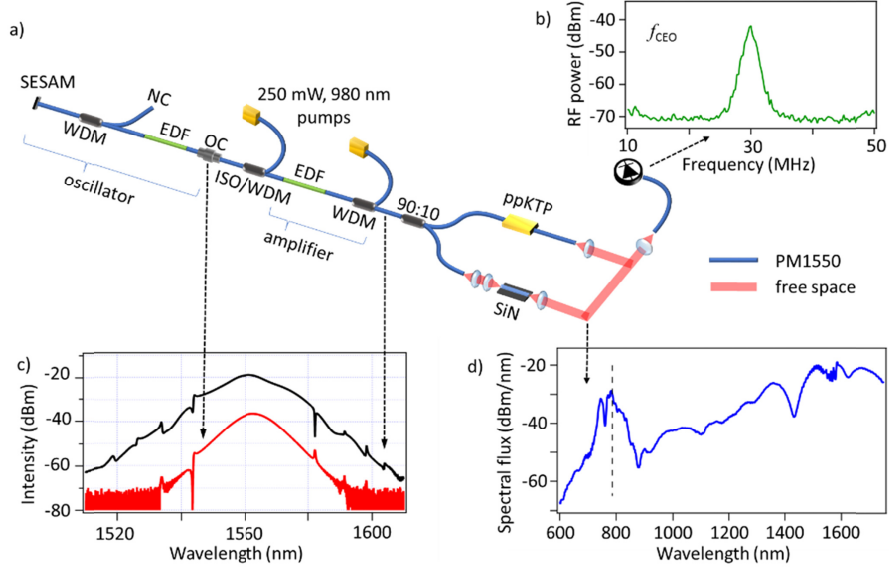 a)
SESAM
WDM
NC
EDF
OC
ISO/WDM
250 mW, 980 nm
pumps
EDF
WDM
90:10
ppKTP
SiN
oscillator
amplifier
PM1550
free space
b)
RF power (dBm)
-40
-50
-60
-70
fCEO
10
30
50
Frequency (MHz)
c)
Intensity (dBm)
-20
-40
-60
-80
1520
1550
1600
Wavelength (nm)
d)
Spectral flux (dBm/nm)
-20
-40
-60
600
800
1000
1200
1400
1600
Wavelength (nm)